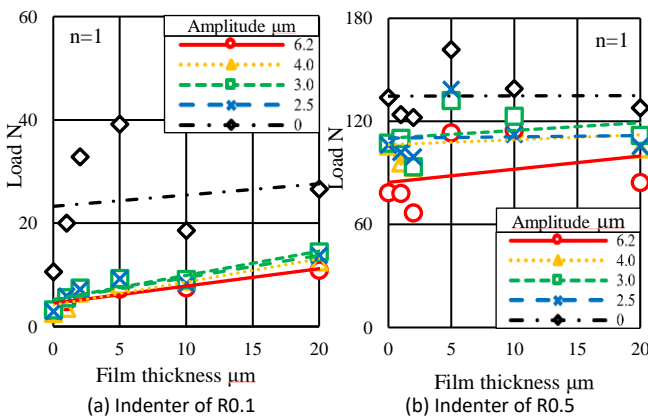 n=1
Amplitude μm
6.2
4.0
3.0
2.5
0
60
40
20
0
Load N
0 5 10 15 20
Film thickness μm
(a) Indenter of R0.1
n=1
Amplitude μm
6.2
4.0
3.0
2.5
0
180
120
60
0
Load N
0 5 10 15 20
Film thickness μm
(b) Indenter of R0.5